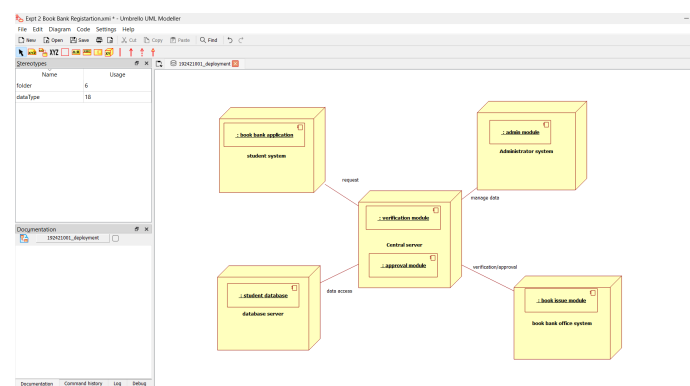 Expt 2 Book Bank Registartion.xmi * - Umbrello UML Modeller
File Edit Diagram Code Settings Help
New Open Save Cut Copy Paste Find
XYZ
Stereotypes
Name Usage
folder 6
dataType 18
192421001_deployment
: book bank application
student system
: admin module
Administrator system
request
manage data
: verification module
Central server
: approval module
verification/approval
data access
: student database
database server
: book issue module
book bank office system
Documentation
192421001_deployment
Documentation Command history Log Debug